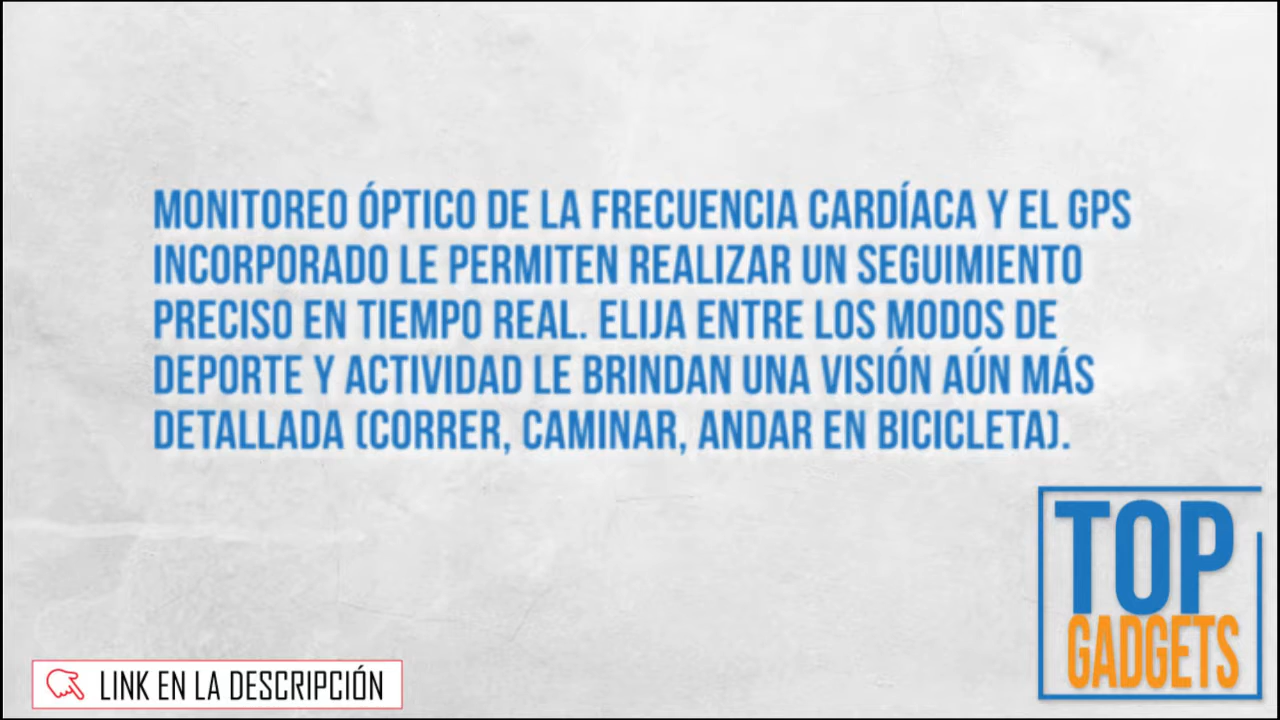 MONITOREO ÓPTICO DE LA FRECUENCIA CARDÍACA Y EL GPS
INCORPORADO LE PERMITEN REALIZAR UN SEGUIMIENTO
PRECISO EN TIEMPO REAL. ELIJA ENTRE LOS MODOS DE
DEPORTE Y ACTIVIDAD LE BRINDAN UNA VISIÓN AÚN MÁS
DETALLADA (CORRER, CAMINAR, ANDAR EN BICICLETA).
TOP
GADGETS
LINK EN LA DESCRIPCIÓN